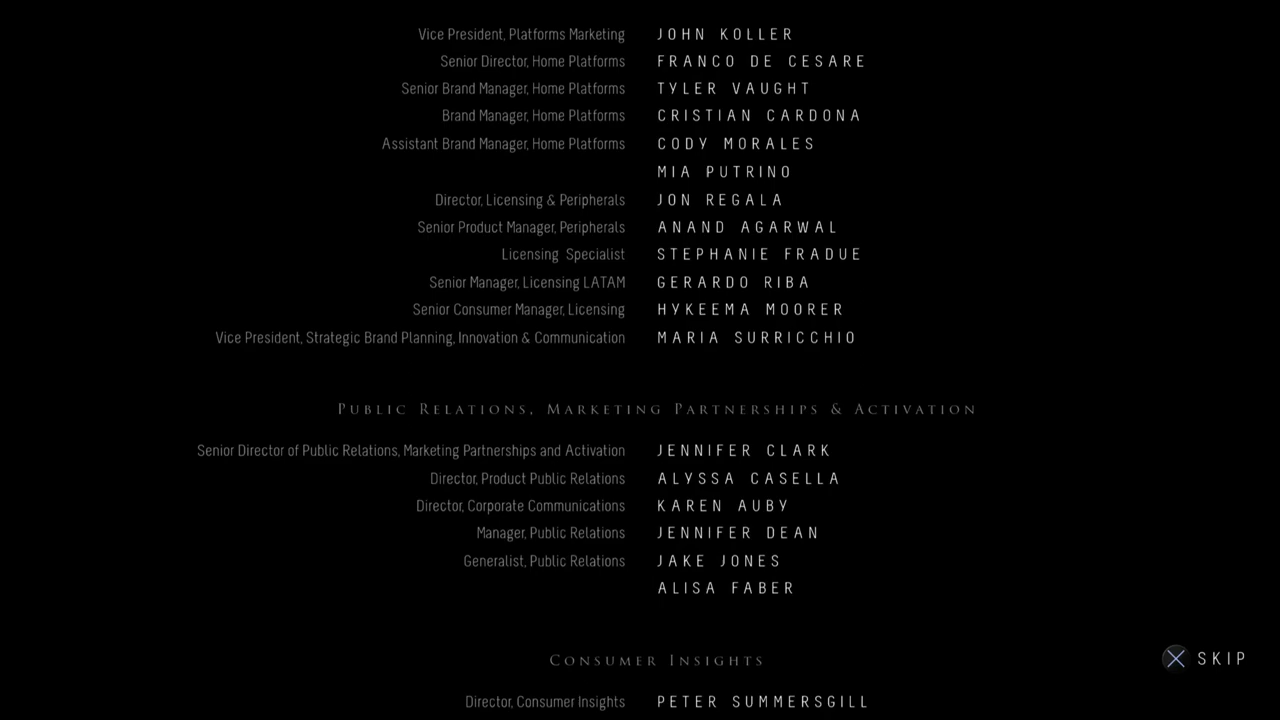 Vice President, Platforms Marketing JOHN KOLLER
Senior Director, Home Platforms FRANCO DE CESARE
Senior Brand Manager, Home Platforms TYLER VAUGHT
Brand Manager, Home Platforms CRISTIAN CARDONA
Assistant Brand Manager, Home Platforms CODY MORALES
MIA PUTRINO
Director, Licensing & Peripherals JON REGALA
Senior Product Manager, Peripherals ANAND AGARWAL
Licensing Specialist STEPHANIE FRADUE
Senior Manager, Licensing LATAM GERARDO RIBA
Senior Consumer Manager, Licensing HYKEEMA MOORER
Vice President, Strategic Brand Planning, Innovation & Communication MARIA SURRICCHIO
PUBLIC RELATIONS, MARKETING PARTNERSHIPS & ACTIVATION
Senior Director of Public Relations, Marketing Partnerships and Activation JENNIFER CLARK
Director, Product Public Relations ALYSSA CASELLA
Director, Corporate Communications KAREN AUBY
Manager, Public Relations JENNIFER DEAN
Generalist, Public Relations JAKE JONES
ALISA FABER
CONSUMER INSIGHTS
SKIP
Director, Consumer Insights PETER SUMMERSGILL